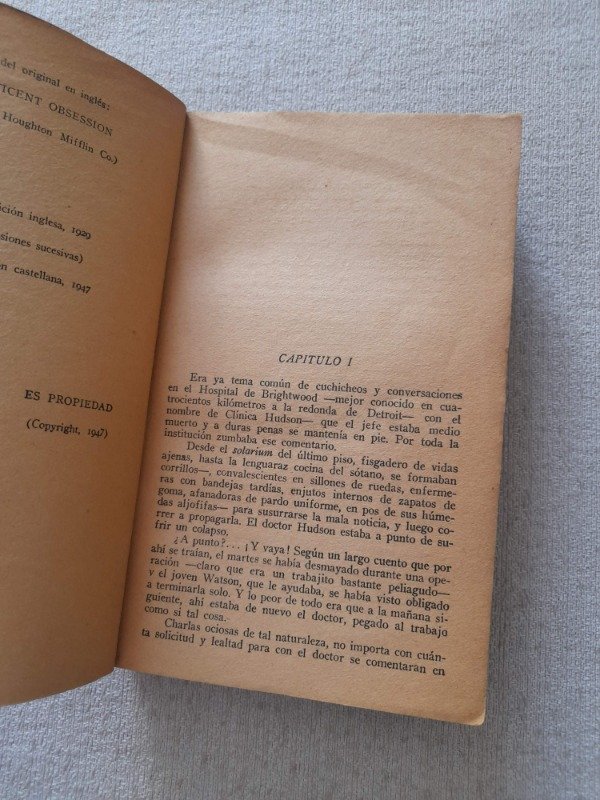 del original en inglés:
ICENT OBSESSION
Houghton Mifflin Co.)
ción inglesa, 1929
siones sucesivas)
n castellana, 1947
ES PROPIEDAD
(Copyright, 1947)
CAPITULO I
Era ya tema común de cuchicheos y conversaciones
en el Hospital de Brightwood —mejor conocido en cua-
trocientos kilómetros a la redonda de Detroit— con el
nombre de Clínica Hudson— que el jefe estaba medio
muerto y a duras penas se mantenía en pie. Por toda la
institución zumbaba ese comentario.
Desde el solarium del último piso, fisgadero de vidas
ajenas, hasta la lenguaraz cocina del sótano, se formaban
corrillos—, convalescientes en sillones de ruedas, enferme-
ras con bandejas tardías, enjutos internos de zapatos de
goma, afanadoras de pardo uniforme, en pos de sus húme-
das aljofifas— para susurrarse la mala noticia, y luego co-
rrer a propagarla. El doctor Hudson estaba a punto de su-
frir un colapso.
¿A punto?... ¡Y vaya! Según un largo cuento que por
ahí se traían, el martes se había desmayado durante una ope-
ración —claro que era un trabajito bastante peliagudo—
y el joven Watson, que le ayudaba, se había visto obligado
a terminarla solo. Y lo peor de todo era que a la mañana si-
guiente, ahí estaba de nuevo el doctor, pegado al trabajo
como si tal cosa.
Charlas ociosas de tal naturaleza, no importa con cuán-
ta solicitud y lealtad para con el doctor se comentaran en